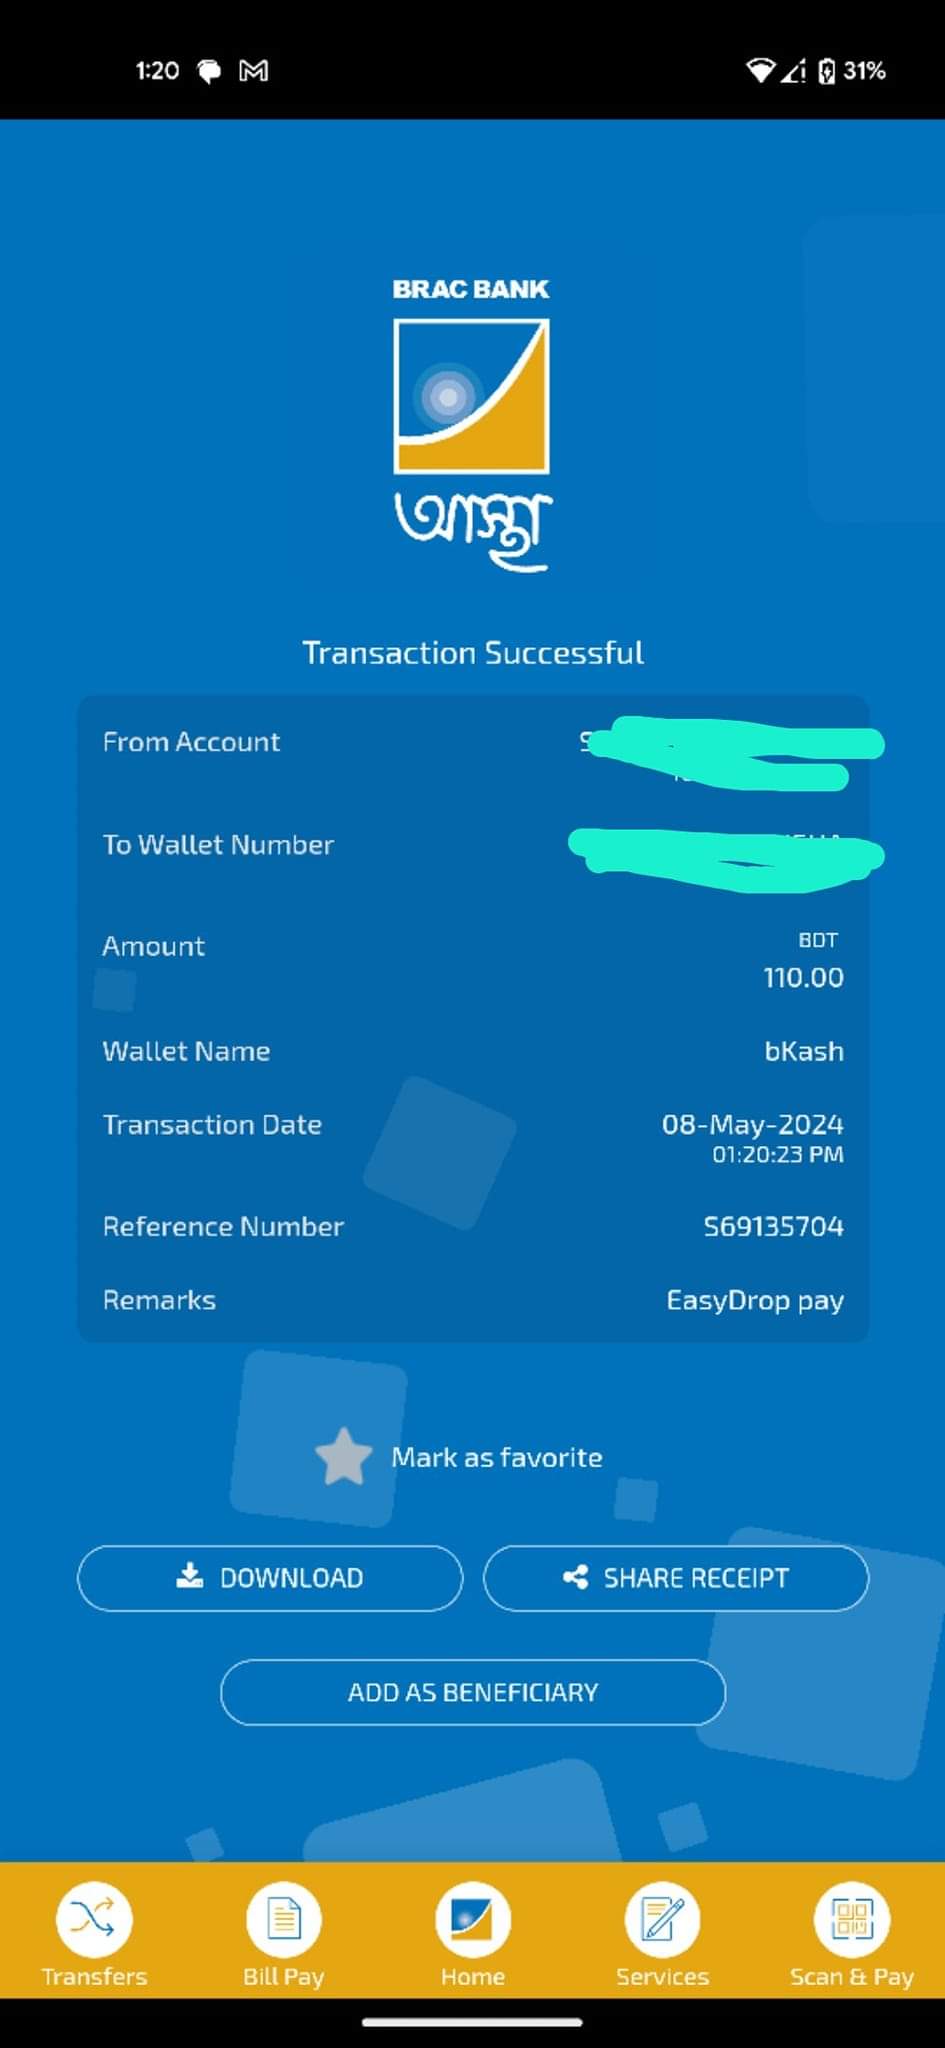 1:20
31%
BRAC BANK
আস্থা
Transaction Successful
From Account
To Wallet Number
Amount
BDT
110.00
Wallet Name
bKash
Transaction Date
08-May-2024
01:20:23 PM
Reference Number
S69135704
Remarks
EasyDrop pay
Mark as favorite
DOWNLOAD
SHARE RECEIPT
ADD AS BENEFICIARY
Transfers
Bill Pay
Home
Services
Scan & Pay